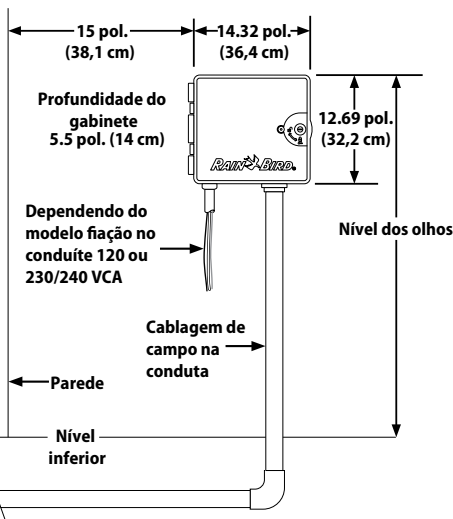 15 pol.
(38,1 cm)
14.32 pol.
(36,4 cm)
Profundidade do
gabinete
5.5 pol. (14 cm)
12.69 pol.
(32,2 cm)
RAIN BIRD
Dependendo do
modelo fiação no
conduíte 120 ou
230/240 VCA
Nível dos olhos
Cablagem de
campo na
conduta
Parede
Nível
inferior